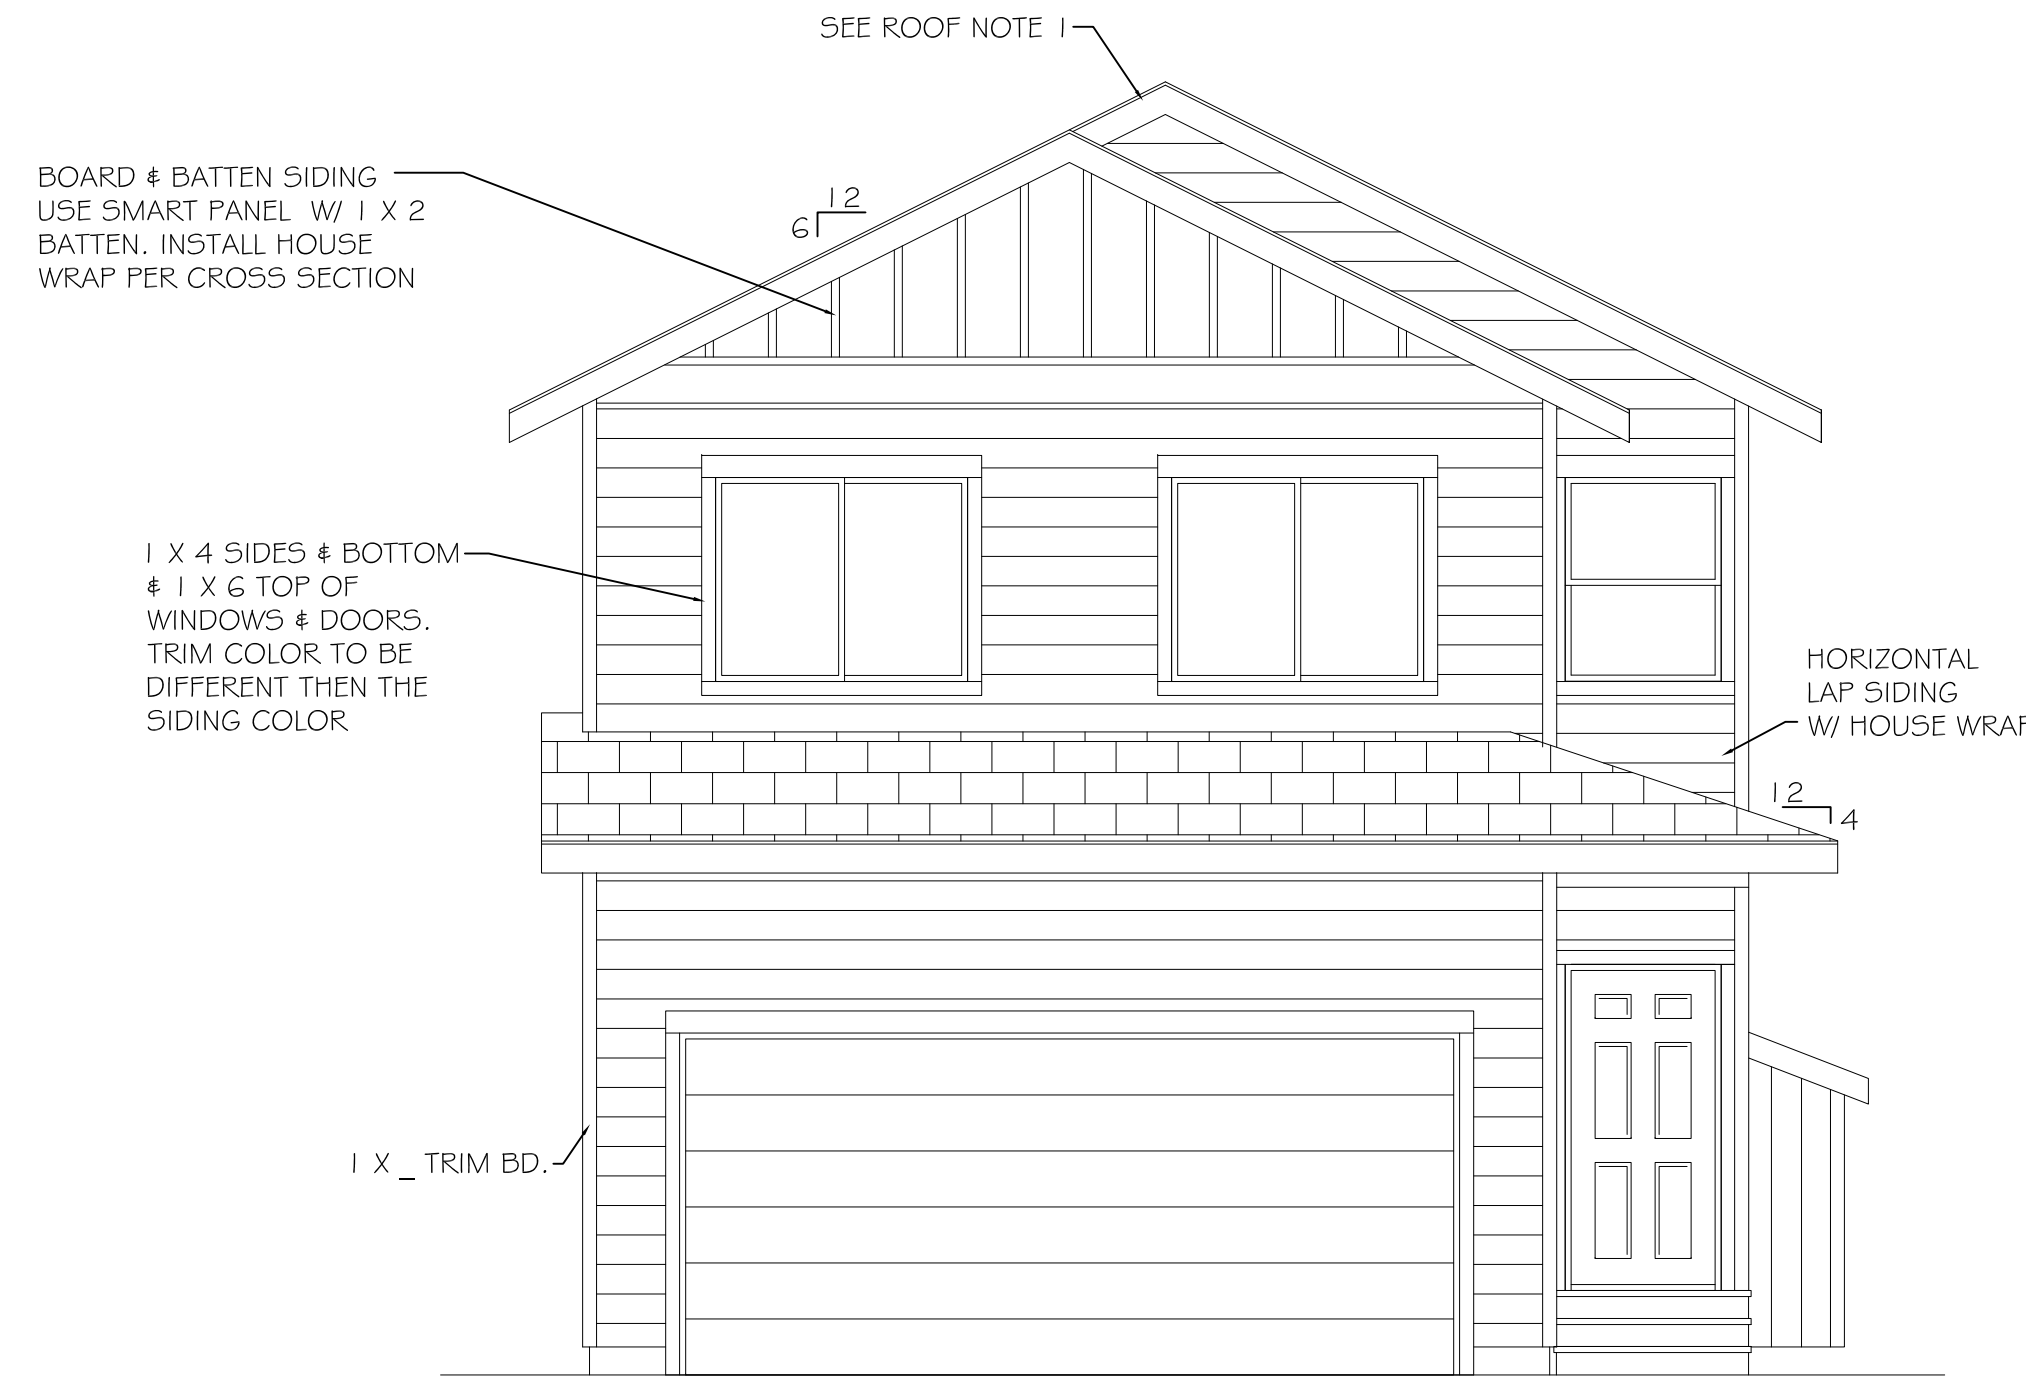 SEE ROOF NOTE 1
BOARD & BATTEN SIDING
USE SMART PANEL W/ 1 X 2
BATTEN. INSTALL HOUSE
WRAP PER CROSS SECTION
12
6
1 X 4 SIDES & BOTTOM
& 1 X 6 TOP OF
WINDOWS & DOORS.
TRIM COLOR TO BE
DIFFERENT THEN THE
SIDING COLOR
HORIZONTAL
LAP SIDING
W/ HOUSE WRAP
12
4
1 X _ TRIM BD.